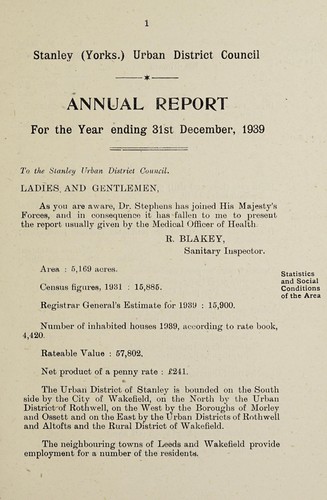 1
Stanley (Yorks.) Urban District Council
ANNUAL REPORT
For the Year ending 31st December, 1939
To the Stanley Urban District Council.
LADIES AND GENTLEMEN,
As you are aware, Dr. Stephens has joined His Majesty's
Forces, and in consequence it has fallen to me to present
the report usually given by the Medical Officer of Health.
R. BLAKEY,
Sanitary Inspector.
Statistics
and Social
Conditions
of the Area
Area : 5,169 acres.
Census figures, 1931 : 15,885.
Registrar General's Estimate for 1939 : 15,900.
Number of inhabited houses 1939, according to rate book,
4,420.
Rateable Value : 57,802.
Net product of a penny rate : £241.
The Urban District of Stanley is bounded on the South
side by the City of Wakefield, on the North by the Urban
District of Rothwell, on the West by the Boroughs of Morley
and Ossett and on the East by the Urban Districts of Rothwell
and Altofts and the Rural District of Wakefield.
The neighbouring towns of Leeds and Wakefield provide
employment for a number of the residents.